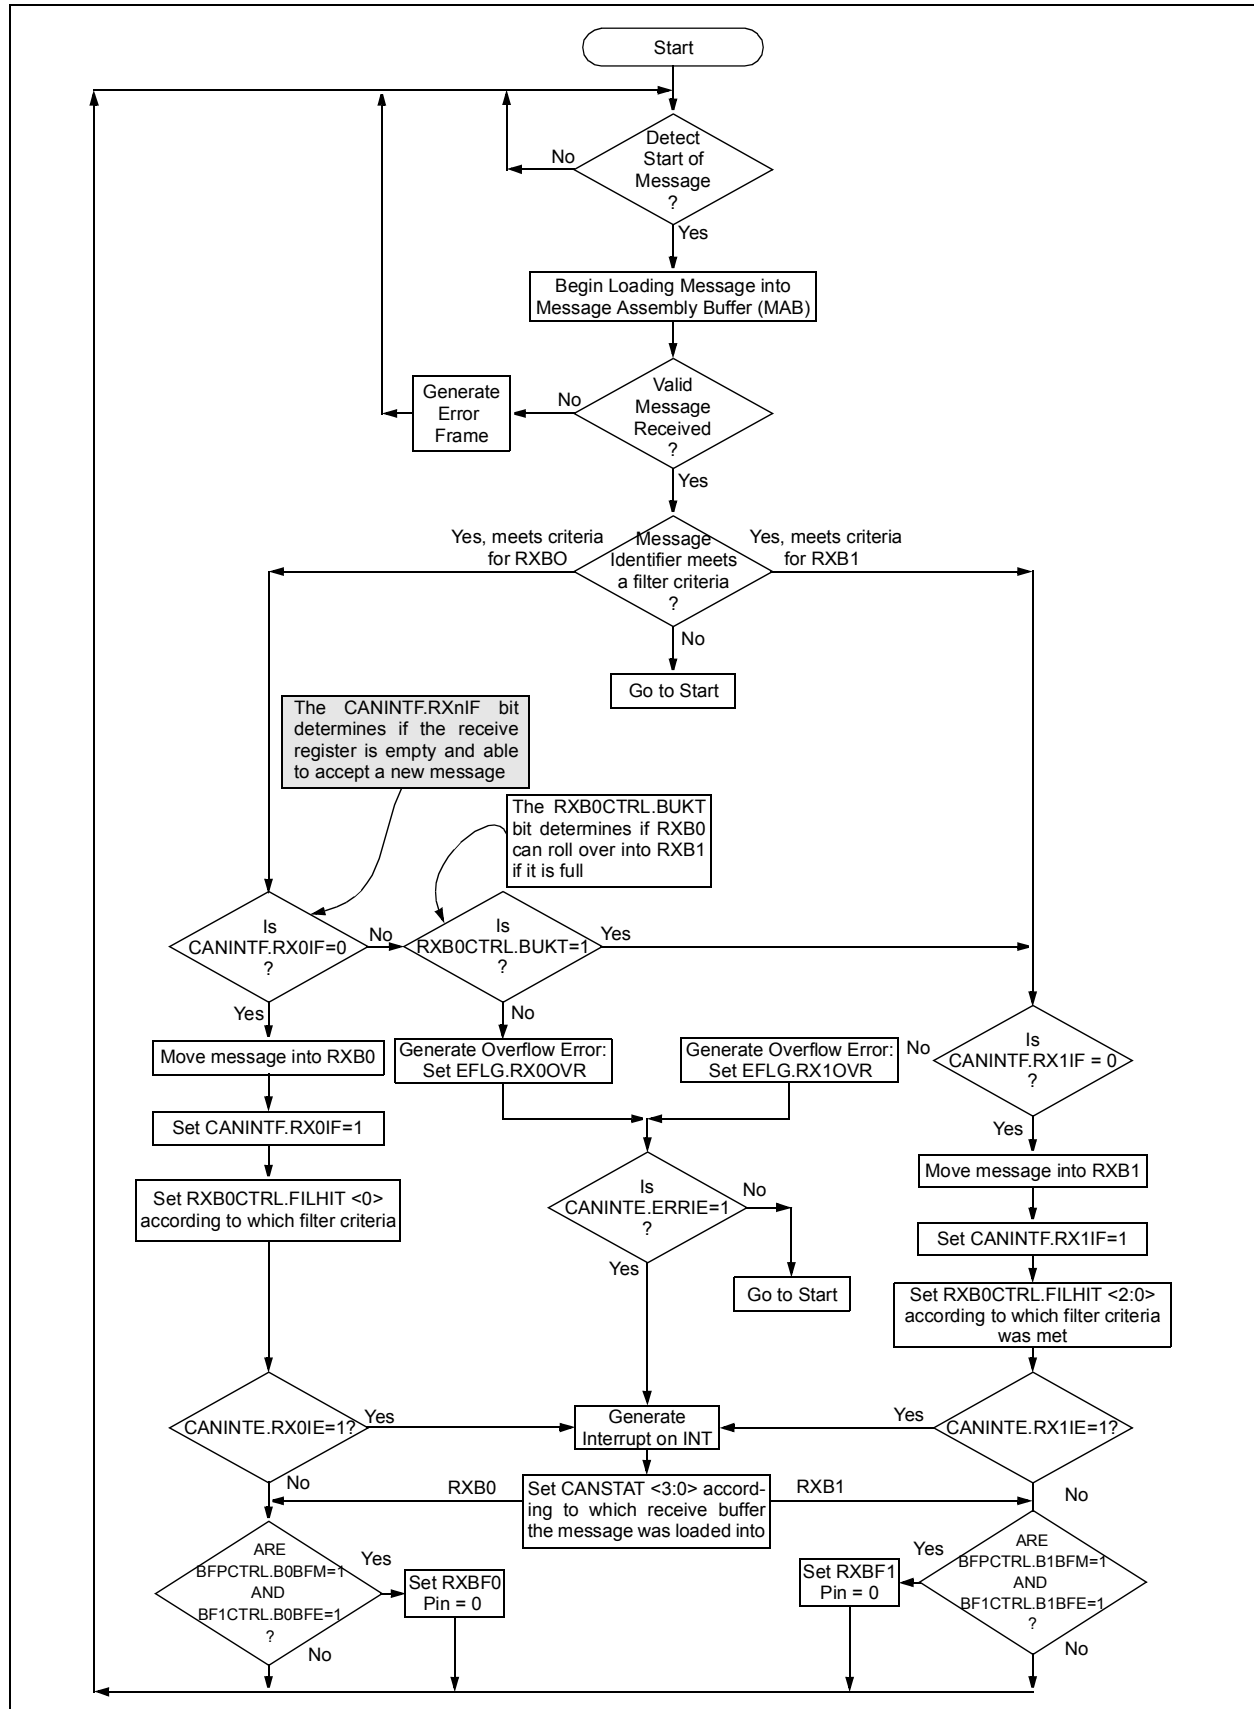 Start
Detect
Start of
Message
?
No
Yes
Begin Loading Message into
Message Assembly Buffer (MAB)
Valid
Message
Received
?
No
Generate
Error
Frame
Yes
Yes, meets criteria
for RXBO
Message
Identifier meets
a filter criteria
?
Yes, meets criteria
for RXB1
No
Go to Start
The CANINTF.RXnIF bit
determines if the receive
register is empty and able
to accept a new message
The RXB0CTRL.BUKT
bit determines if RXB0
can roll over into RXB1
if it is full
Is
CANINTF.RX0IF=0
?
No
Is
RXB0CTRL.BUKT=1
?
Yes
Yes
No
Move message into RXB0
Generate Overflow Error:
Set EFLG.RX0OVR
Generate Overflow Error:
Set EFLG.RX1OVR
No
Is
CANINTF.RX1IF = 0
?
Set CANINTF.RX0IF=1
Yes
Set RXB0CTRL.FILHIT <0>
according to which filter criteria
Is
CANINTE.ERRIE=1
?
No
Move message into RXB1
Set CANINTF.RX1IF=1
Yes
Go to Start
Set RXB0CTRL.FILHIT <2:0>
according to which filter criteria
was met
CANINTE.RX0IE=1?
Yes
Generate
Interrupt on INT
Yes
CANINTE.RX1IE=1?
No
RXB0
Set CANSTAT <3:0> accord-
ing to which receive buffer
the message was loaded into
RXB1
No
ARE
BFPCTRL.B0BFM=1
AND
BF1CTRL.B0BFE=1
?
Yes
Set RXBF0
Pin = 0
No
Set RXBF1
Pin = 0
Yes
ARE
BFPCTRL.B1BFM=1
AND
BF1CTRL.B1BFE=1
?
No